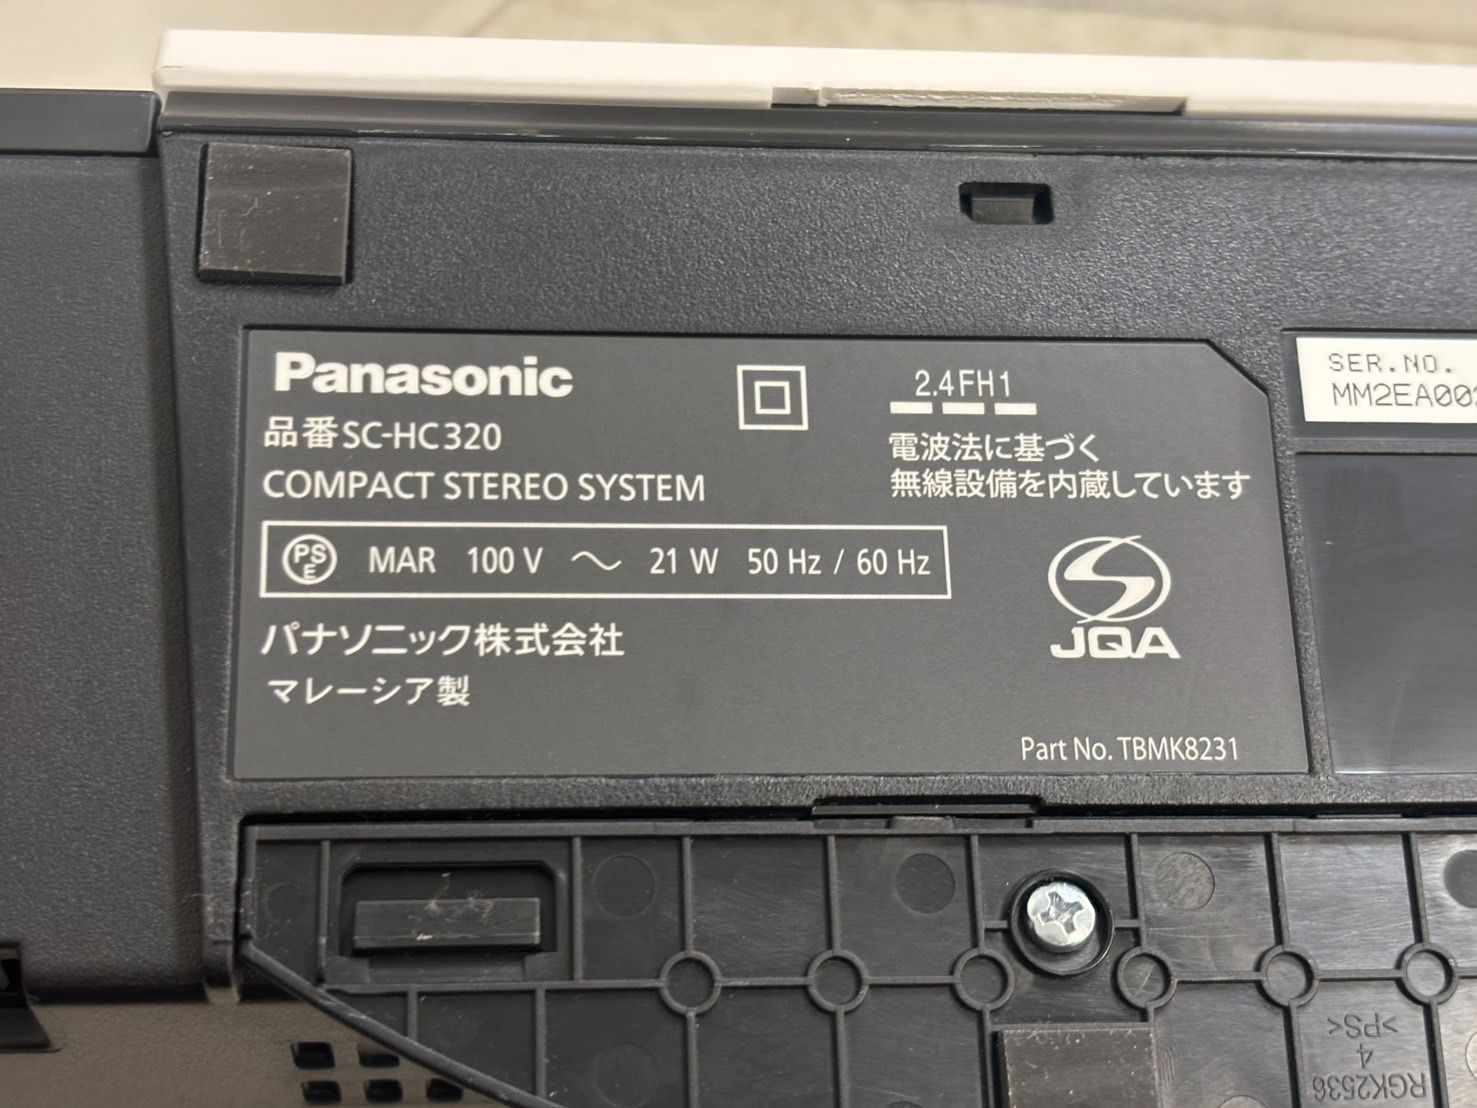 Panasonic
品番SC-HC320
COMPACT STEREO SYSTEM
PSE MAR 100 V ～ 21 W 50 Hz / 60 Hz
パナソニック株式会社
マレーシア製
2.4FH1
電波法に基づく
無線設備を内蔵しています
JQA
Part No. TBMK8231
SER.NO.
MM2EA00
>PS<
4
RGK2536